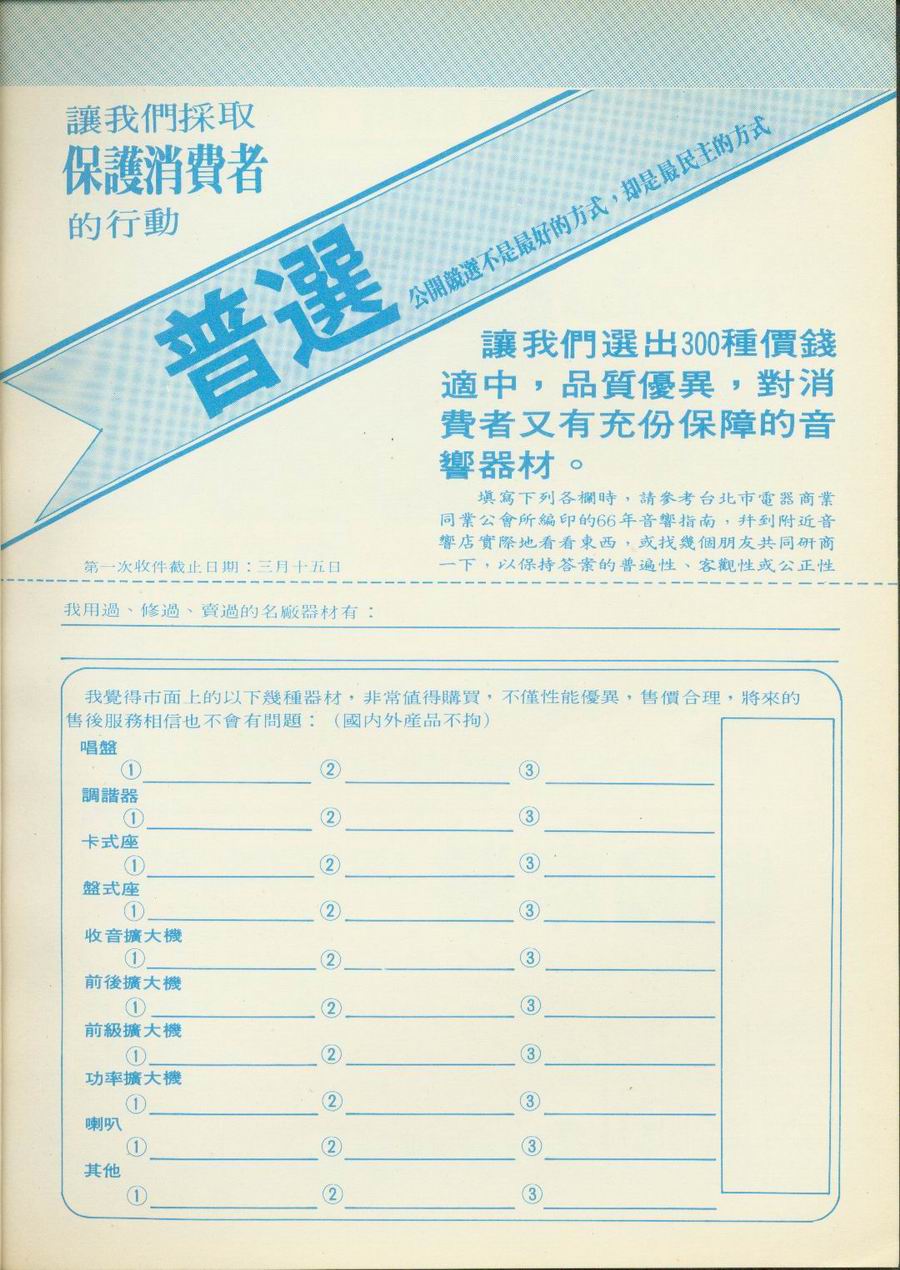 讓我們採取
保護消費者
的行動
普選
公開競選不是最好的方式，却是最民主的方式
讓我們選出300種價錢
適中，品質優異，對消
費者又有充份保障的音
響器材。
填寫下列各欄時，請參考台北市電器商業
同業公會所編印的66年音響指南，幷到附近音
響店實際地看看東西，或找幾個朋友共同研商
一下，以保持答案的普遍性、客觀性或公正性
第一次收件截止日期：三月十五日
我用過、修過、賣過的名廠器材有：
我覺得市面上的以下幾種器材，非常值得購買，不僅性能優異，售價合理，將來的
售後服務相信也不會有問題：（國內外產品不拘）
唱盤
① ② ③
調諧器
① ② ③
卡式座
① ② ③
盤式座
① ② ③
收音擴大機
① ② ③
前後擴大機
① ② ③
前級擴大機
① ② ③
功率擴大機
① ② ③
喇叭
① ② ③
其他
① ② ③